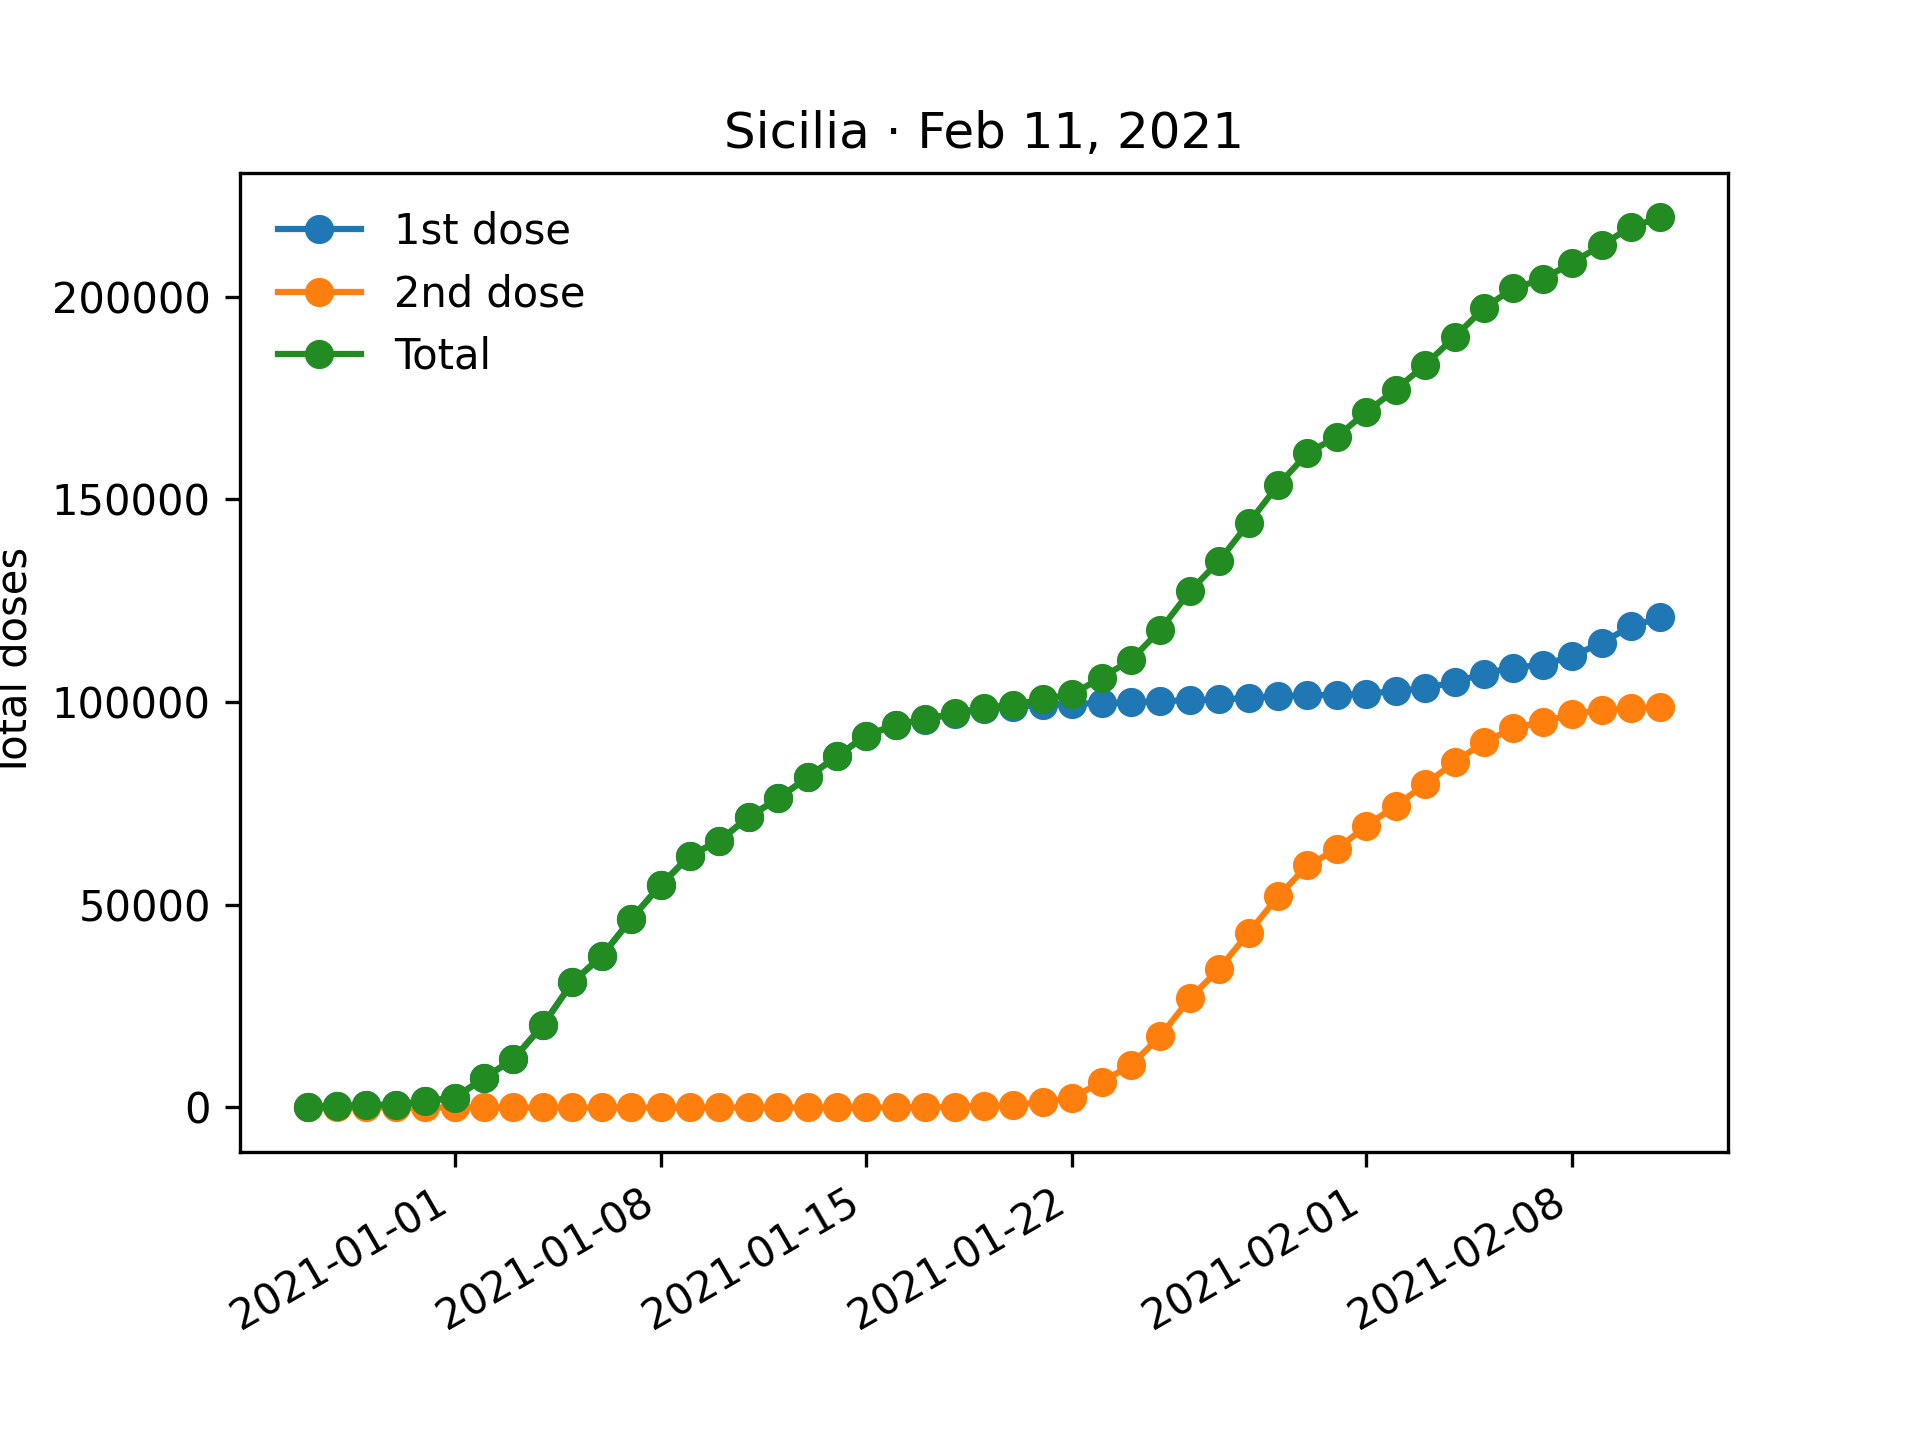 Sicilia · Feb 11, 2021
1st dose
2nd dose
Total
Total doses
200000
150000
100000
50000
0
2021-01-01
2021-01-08
2021-01-15
2021-01-22
2021-02-01
2021-02-08